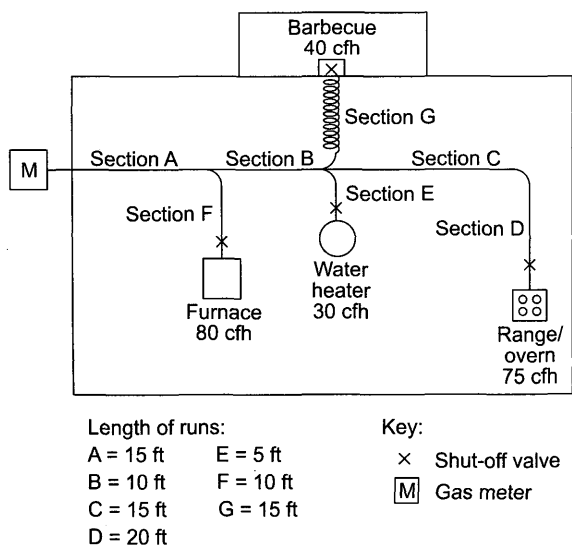 Barbecue
40 cfh
Section G
M
Section A
Section B
Section C
Section E
Section F
Section D
Water
heater
30 cfh
Furnace
80 cfh
Range/
overn
75 cfh
Length of runs:
A = 15 ft
E = 5 ft
B = 10 ft
F = 10 ft
C = 15 ft
G = 15 ft
D = 20 ft
Key:
Shut-off valve
M Gas meter